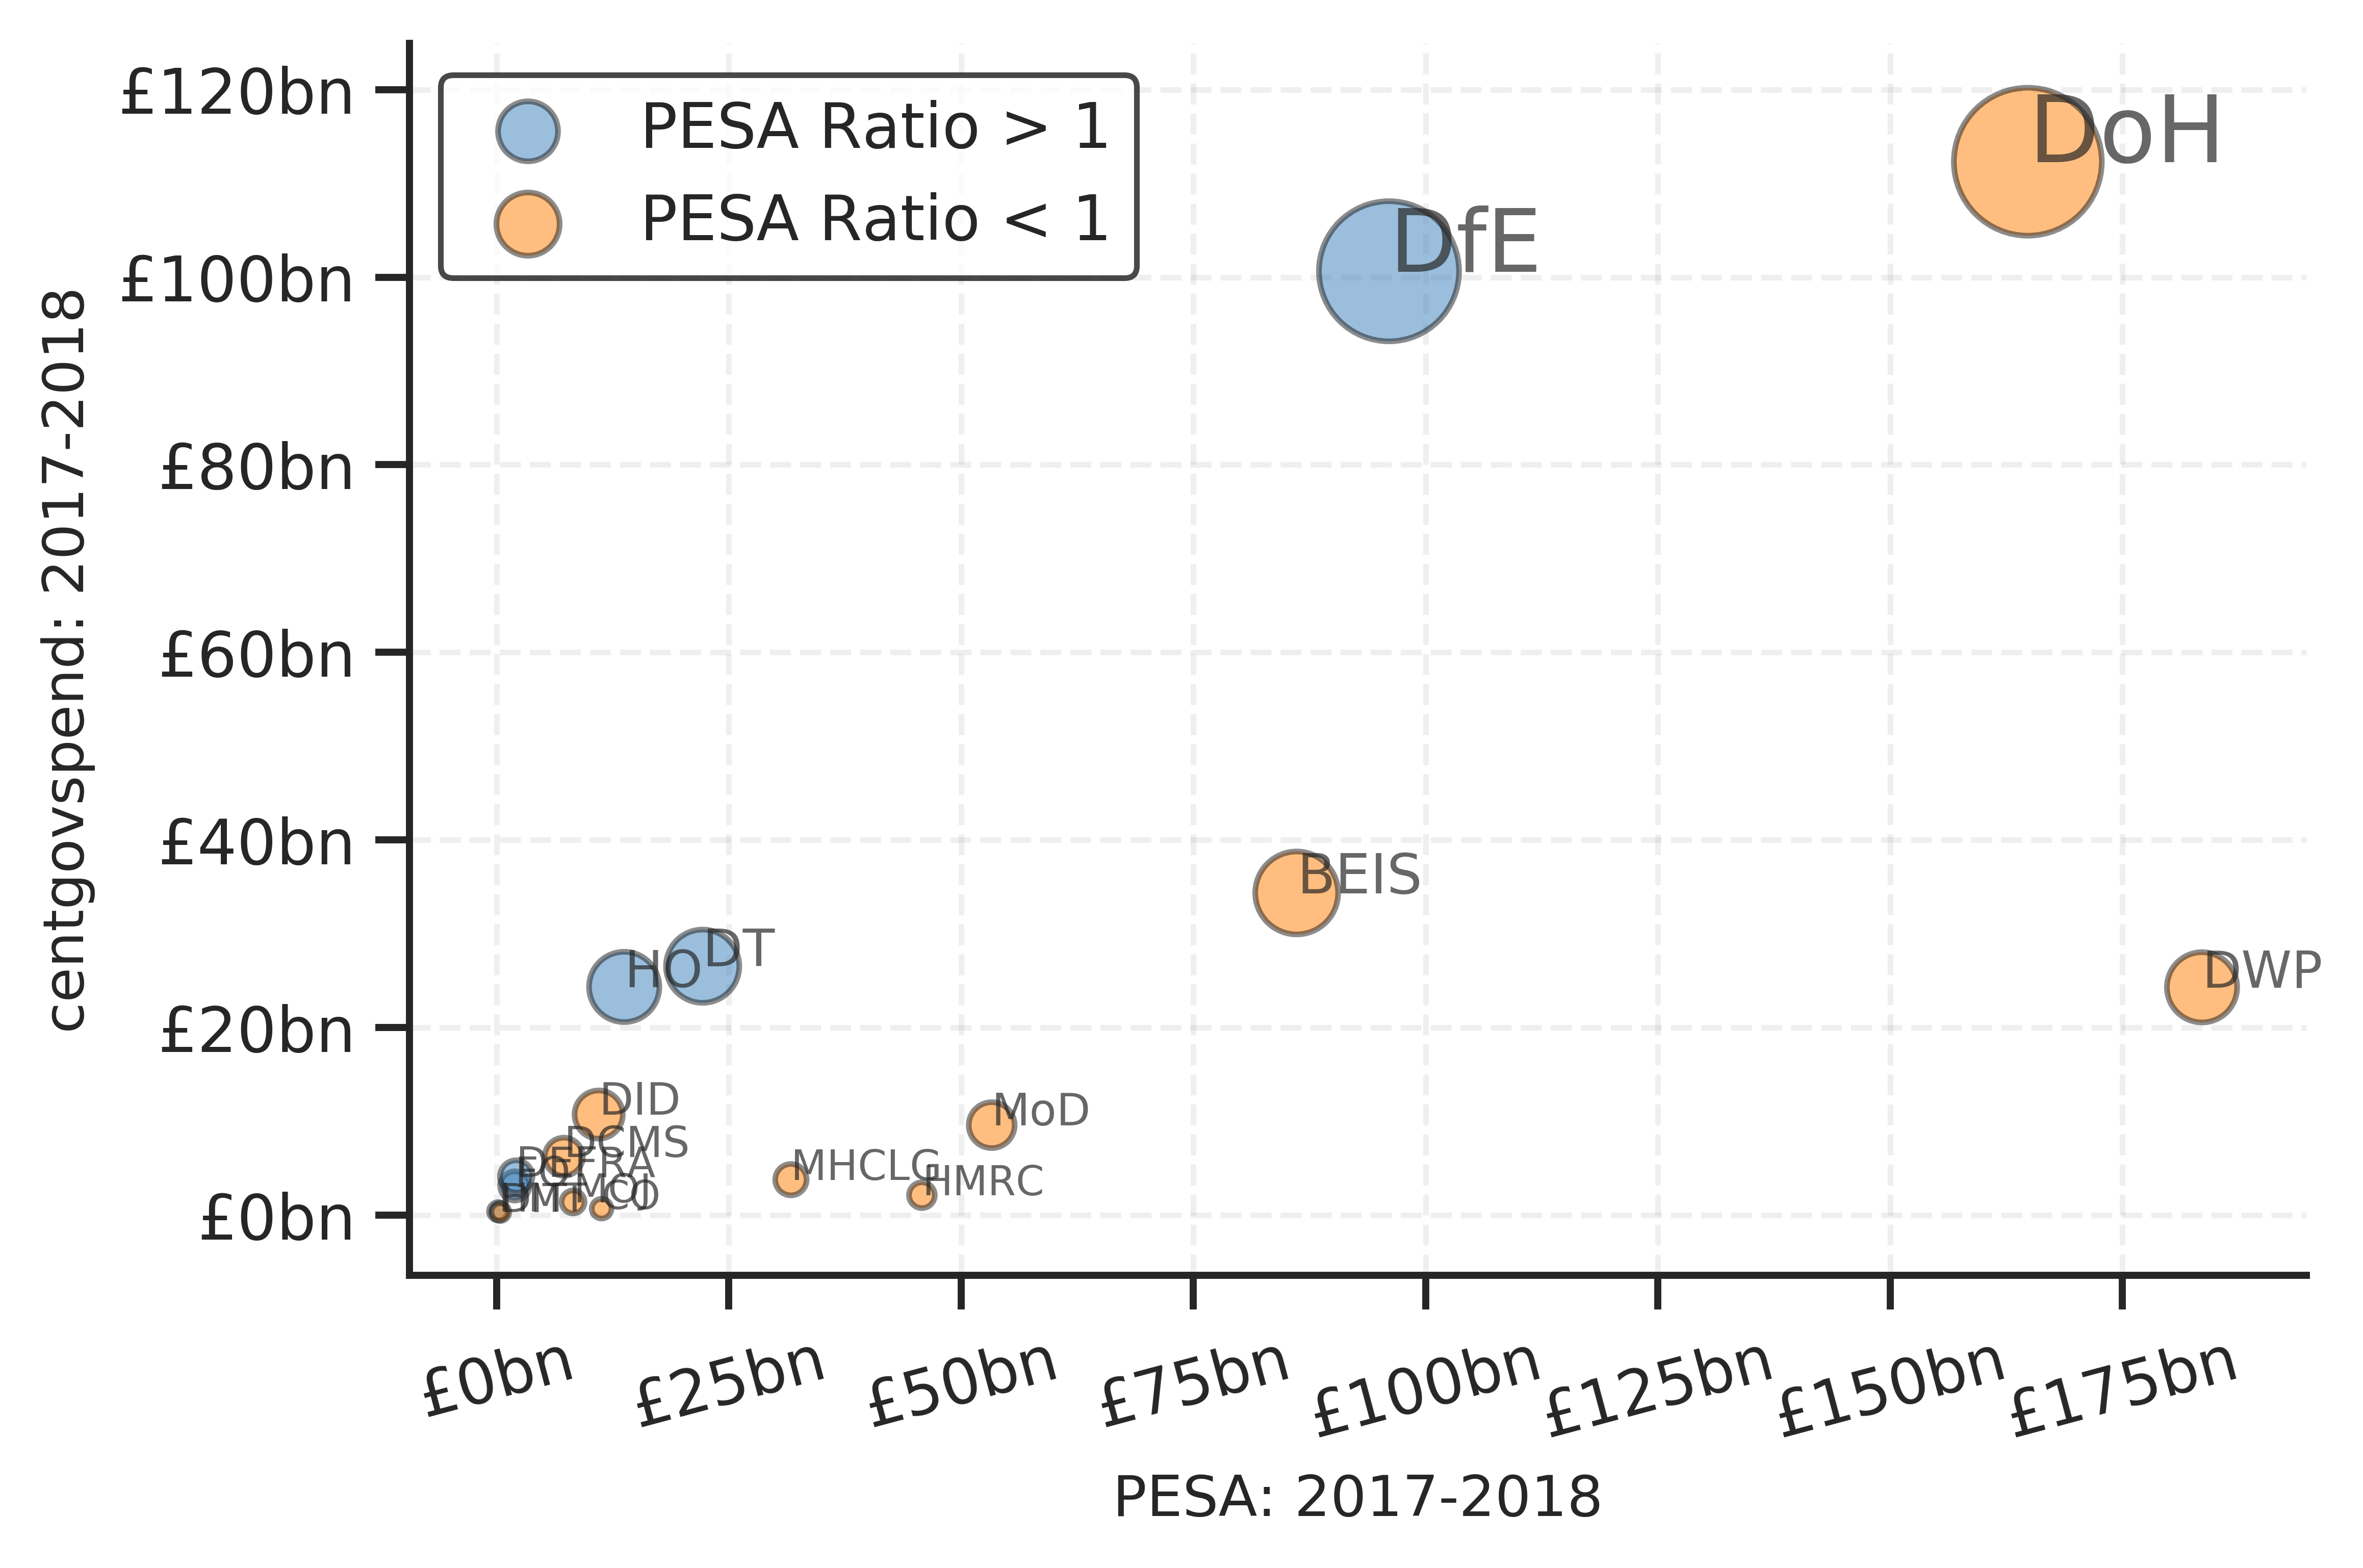 £120bn
£100bn
£80bn
£60bn
£40bn
£20bn
£0bn
centgovspend: 2017-2018
PESA Ratio > 1
PESA Ratio < 1
DoH
DfE
BEIS
DT
HO
DWP
DID
MoD
DCMS
DEFRA
MHCLG
HMRC
£0bn
£25bn
£50bn
£75bn
£100bn
£125bn
£150bn
£175bn
PESA: 2017-2018